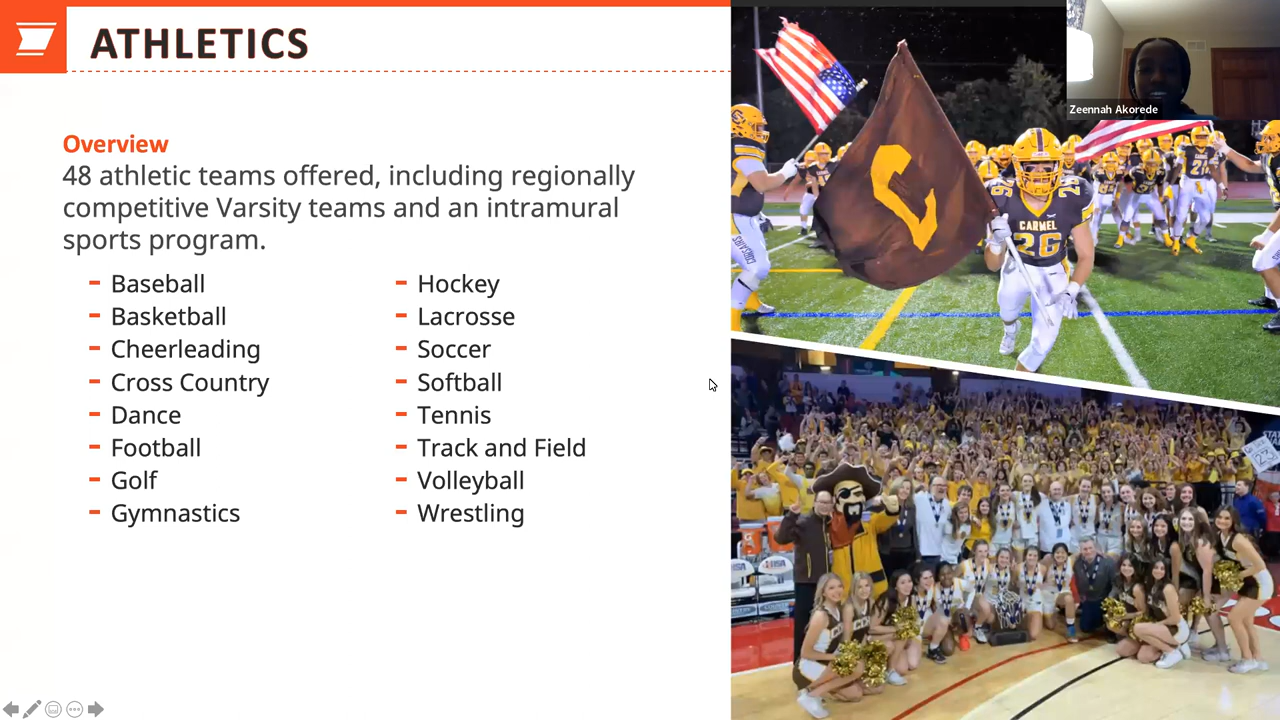 ATHLETICS
Overview
48 athletic teams offered, including regionally
competitive Varsity teams and an intramural
sports program.
Baseball
Basketball
Cheerleading
Cross Country
Dance
Football
Golf
Gymnastics
Hockey
Lacrosse
Soccer
Softball
Tennis
Track and Field
Volleyball
Wrestling
Zeennah Akorede
C
CARMEL
26
CORSAIRS